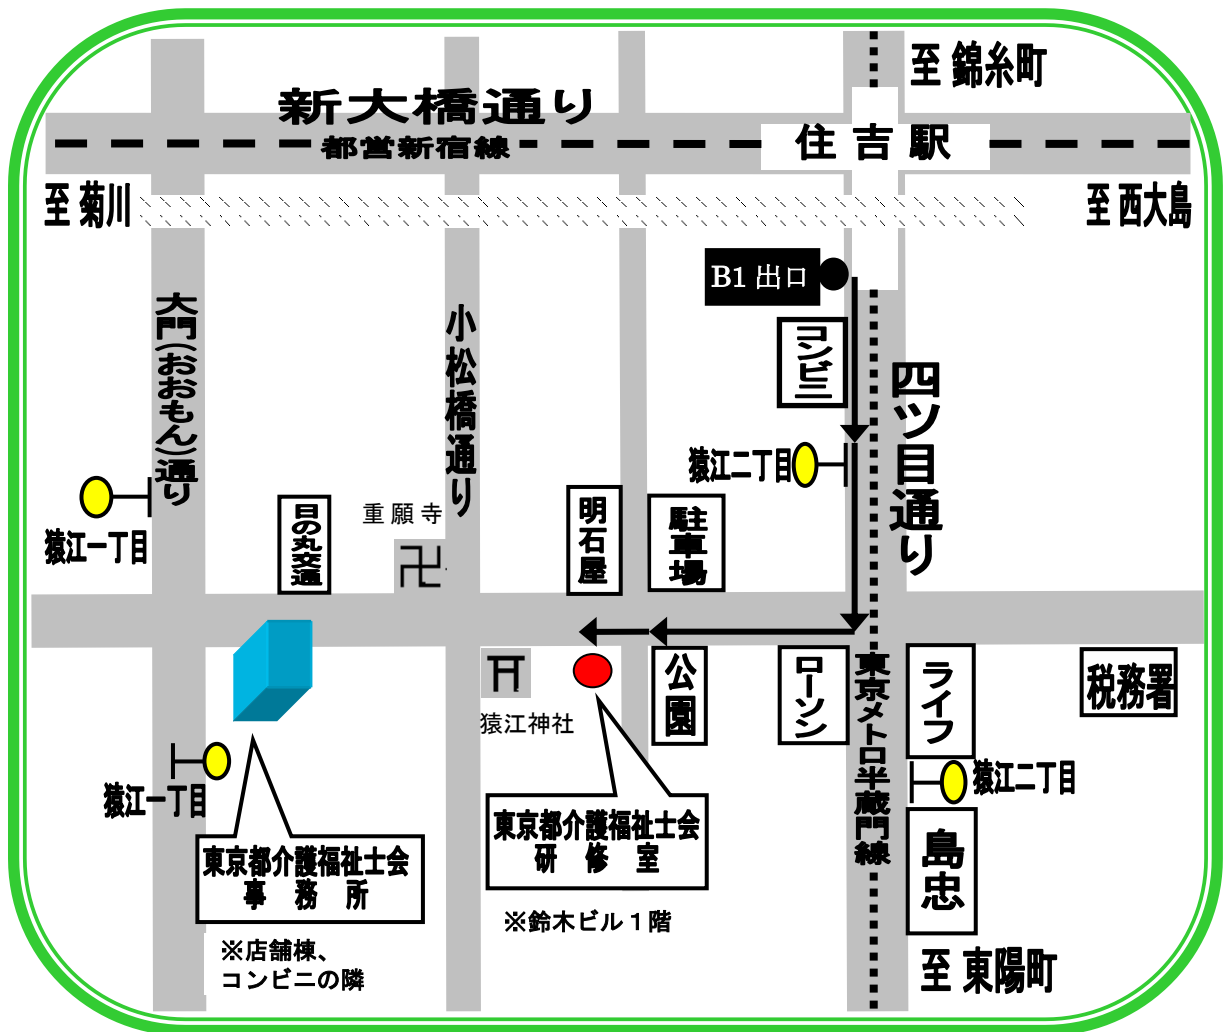 至 錦糸町
新大橋通り
都営新宿線
住吉駅
至 菊川
至 西大島
B1 出口
コンビニ
大門(おおもん)通り
小松橋通り
四ツ目通り
猿江二丁目
猿江一丁目
日の丸交通
重願寺
卍
明石屋
駐車場
公園
ローソン
東京メトロ半蔵門線
ライフ
税務署
猿江神社
猿江一丁目
猿江二丁目
東京都介護福祉士会
研修室
※鈴木ビル１階
東京都介護福祉士会
事務所
※店舗棟、
コンビニの隣
島忠
至 東陽町